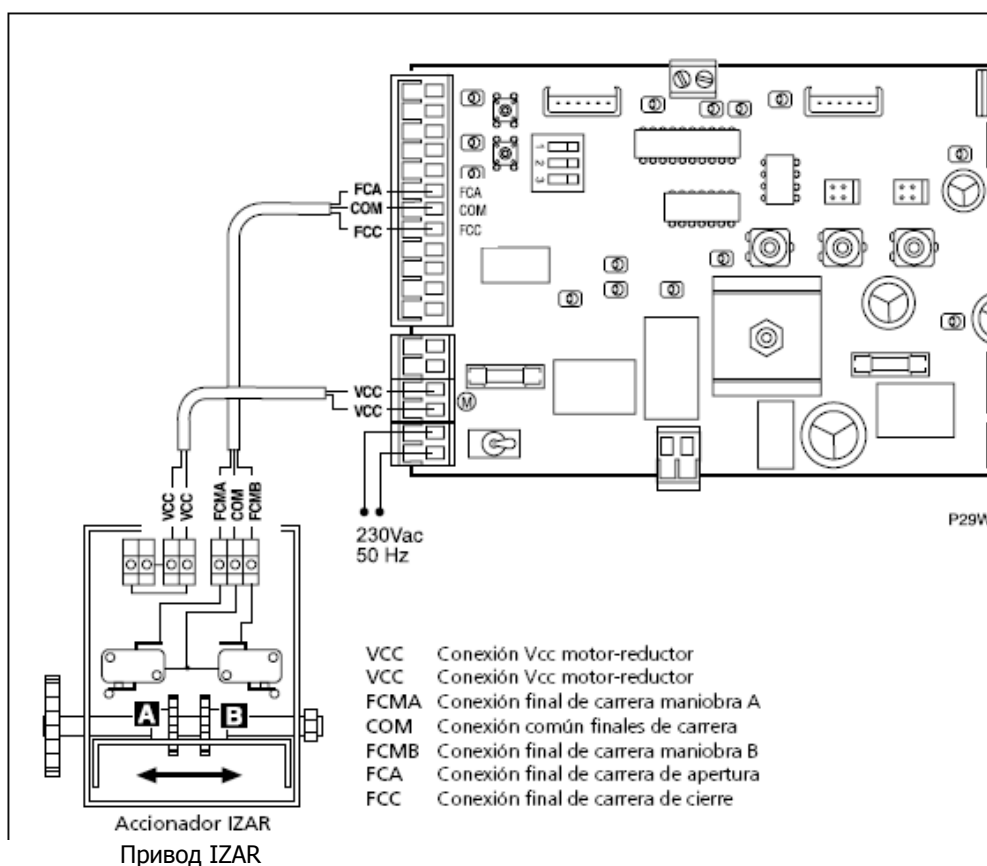 1
2
3
FCA FCA
COM COM
FCC FCC
VCC
VCC M
VCC
VCC
FCMA
COM
FCMB
230Vac
50 Hz
P29W
A B
VCC Conexión Vcc motor-reductor
VCC Conexión Vcc motor-reductor
FCMA Conexión final de carrera maniobra A
COM Conexión común finales de carrera
FCMB Conexión final de carrera maniobra B
FCA Conexión final de carrera de apertura
FCC Conexión final de carrera de cierre
Accionador IZAR
Привод IZAR